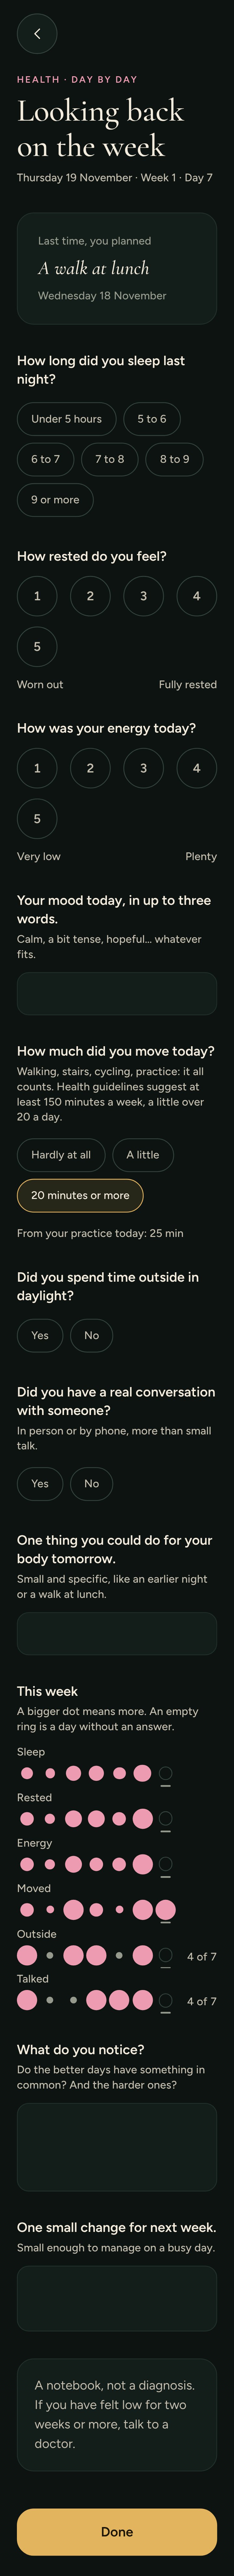 HEALTH · DAY BY DAY
Looking back
on the week
Thursday 19 November · Week 1 · Day 7
Last time, you planned
A walk at lunch
Wednesday 18 November
How long did you sleep last
night?
Under 5 hours
5 to 6
6 to 7
7 to 8
8 to 9
9 or more
How rested do you feel?
1
2
3
4
5
Worn out
Fully rested
How was your energy today?
1
2
3
4
5
Very low
Plenty
Your mood today, in up to three
words.
Calm, a bit tense, hopeful... whatever
fits.
How much did you move today?
Walking, stairs, cycling, practice: it all
counts. Health guidelines suggest at
least 150 minutes a week, a little over
20 a day.
Hardly at all
A little
20 minutes or more
From your practice today: 25 min
Did you spend time outside in
daylight?
Yes
No
Did you have a real conversation
with someone?
In person or by phone, more than small
talk.
Yes
No
One thing you could do for your
body tomorrow.
Small and specific, like an earlier night
or a walk at lunch.
This week
A bigger dot means more. An empty
ring is a day without an answer.
Sleep
Rested
Energy
Moved
Outside
4 of 7
Talked
4 of 7
What do you notice?
Do the better days have something in
common? And the harder ones?
One small change for next week.
Small enough to manage on a busy day.
A notebook, not a diagnosis.
If you have felt low for two
weeks or more, talk to a
doctor.
Done